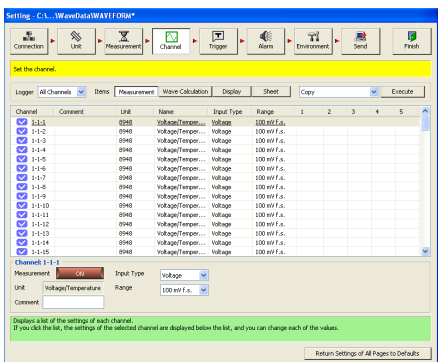 Setting - C:\...\WaveData\WAVEFORM*
Connection Unit Measurement Channel Trigger Alarm Environment Send Finish
Set the channel.
Logger All Channels Items Measurement Wave Calculation Display Sheet Copy Execute
Channel Comment Unit Name Input Type Range 1 2 3 4 5
1-1-1 8948 Voltage/Temper... Voltage 100 mV f.s.
1-1-2 8948 Voltage/Temper... Voltage 100 mV f.s.
1-1-3 8948 Voltage/Temper... Voltage 100 mV f.s.
1-1-4 8948 Voltage/Temper... Voltage 100 mV f.s.
1-1-5 8948 Voltage/Temper... Voltage 100 mV f.s.
1-1-6 8948 Voltage/Temper... Voltage 100 mV f.s.
1-1-7 8948 Voltage/Temper... Voltage 100 mV f.s.
1-1-8 8948 Voltage/Temper... Voltage 100 mV f.s.
1-1-9 8948 Voltage/Temper... Voltage 100 mV f.s.
1-1-10 8948 Voltage/Temper... Voltage 100 mV f.s.
1-1-11 8948 Voltage/Temper... Voltage 100 mV f.s.
1-1-12 8948 Voltage/Temper... Voltage 100 mV f.s.
1-1-13 8948 Voltage/Temper... Voltage 100 mV f.s.
1-1-14 8948 Voltage/Temper... Voltage 100 mV f.s.
1-1-15 8948 Voltage/Temper... Voltage 100 mV f.s.
Channel: 1-1-1
Measurement ON Input Type Voltage
Unit Voltage/Temperature Range 100 mV f.s.
Comment
Displays a list of the settings of each channel.
If you click the list, the settings of the selected channel are displayed below the list, and you can change each of the values.
Return Settings of All Pages to Defaults